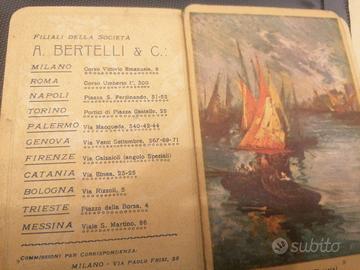 FILIALI DELLA SOCIETÀ
A. BERTELLI & C.:
MILANO Corso Vittorio Emanuele, 8
ROMA Corso Umberto I°, 300
NAPOLI Piazza S. Ferdinando, 51-52
TORINO Portici di Piazza Castello, 25
PALERMO Via Macqueda, 340-42-44
GENOVA Via Venti Settembre, 267-69-71
FIRENZE Via Calzaioli (angolo Speziali)
CATANIA Via Etnea, 23-25
BOLOGNA Via Rizzoli, 5
TRIESTE Piazza della Borsa, 4
MESSINA Viale S. Martino, 86
COMMISSIONI PER CORRISPONDENZA:
MILANO - VIA PAOLO FRISI, 26
subito